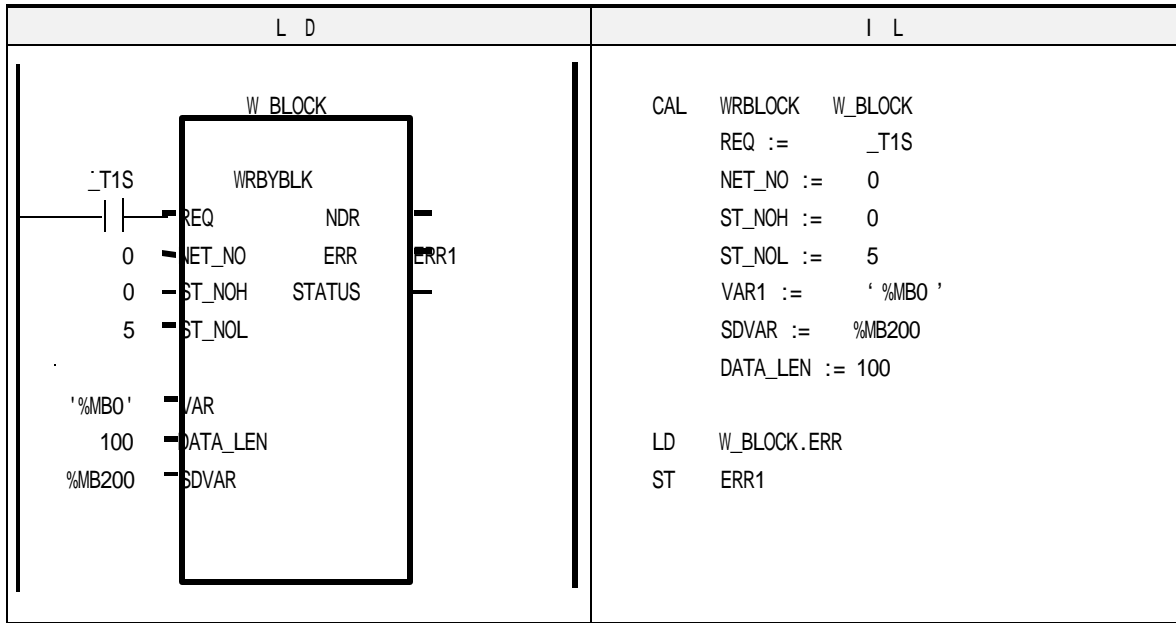 L D
I L
W BLOCK
_T1S WRBYBLK
REQ NDR
0 NET_NO ERR ERR1
0 ST_NOH STATUS
5 ST_NOL
'%MB0' VAR
100 DATA_LEN
%MB200 SDVAR
CAL WRBLOCK W_BLOCK
REQ := _T1S
NET_NO := 0
ST_NOH := 0
ST_NOL := 5
VAR1 := ‘ %MB0 ’
SDVAR := %MB200
DATA_LEN := 100
LD W_BLOCK.ERR
ST ERR1